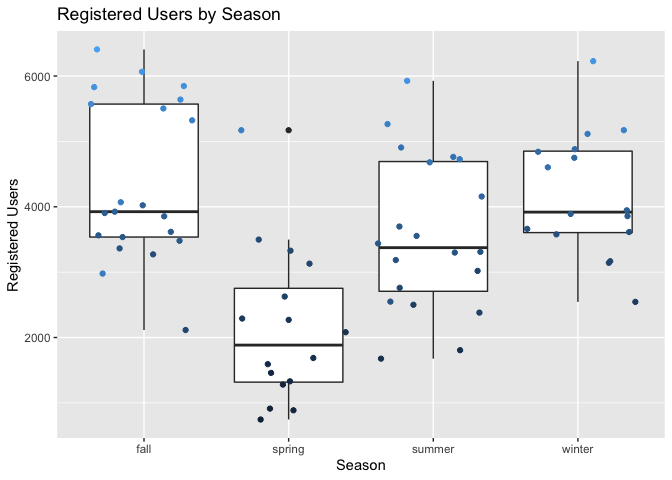 Registered Users by Season
Registered Users
6000
4000
2000
fall
spring
summer
winter
Season